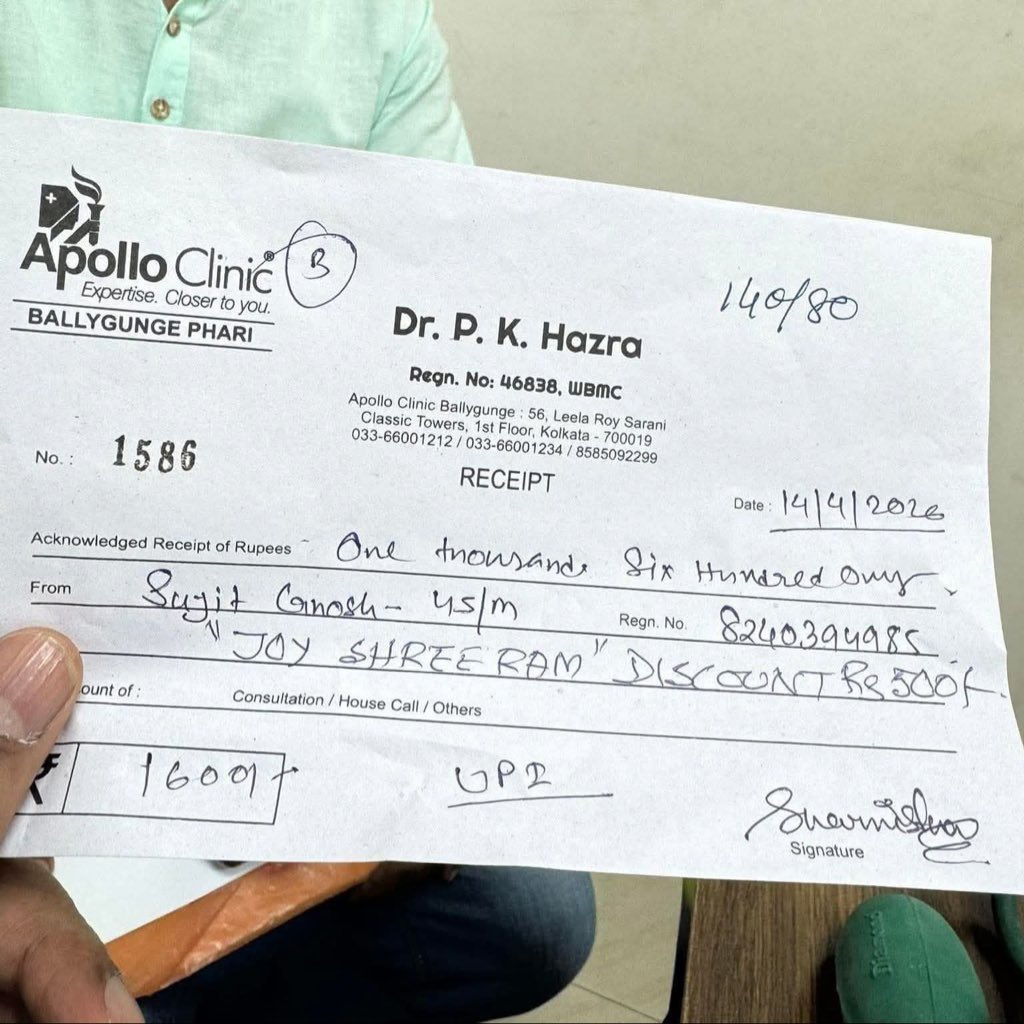 Apollo Clinic®
Expertise. Closer to you.
BALLYGUNGE PHARI
B
140/80
Dr. P. K. Hazra
Regn. No: 46838, WBMC
Apollo Clinic Ballygunge : 56, Leela Roy Sarani
Classic Towers, 1st Floor, Kolkata - 700019
033-66001212 / 033-66001234 / 8585092299
No. : 1586
RECEIPT
Date : 14/4/2026
Acknowledged Receipt of Rupees One thousand Six Hundred Only
From Sujit Ghosh - 45/m Regn. No. 8240394985
"JOY SHREE RAM" DISCOUNT Rs 500/-
ount of : Consultation / House Call / Others
₹ 1600/- UPI
Sharmistha
Signature